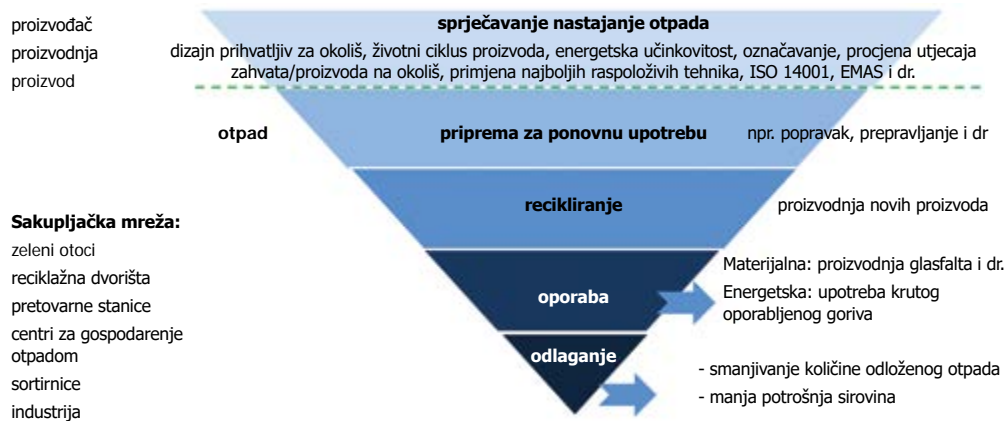 proizvođač
proizvodnja
proizvod
sprječavanje nastajanje otpada
dizajn prihvatljiv za okoliš, životni ciklus proizvoda, energetska učinkovitost, označavanje, procjena utjecaja
zahvata/proizvoda na okoliš, primjena najboljih raspoloživih tehnika, ISO 14001, EMAS i dr.
otpad
priprema za ponovnu upotrebu
npr. popravak, prepravljanje i dr
recikliranje
proizvodnja novih proizvoda
Sakupljačka mreža:
zeleni otoci
reciklažna dvorišta
pretovarne stanice
centri za gospodarenje
otpadom
sortirnice
industrija
oporaba
Materijalna: proizvodnja glasfalta i dr.
Energetska: upotreba krutog
oporabljenog goriva
odlaganje
- smanjivanje količine odloženog otpada
- manja potrošnja sirovina